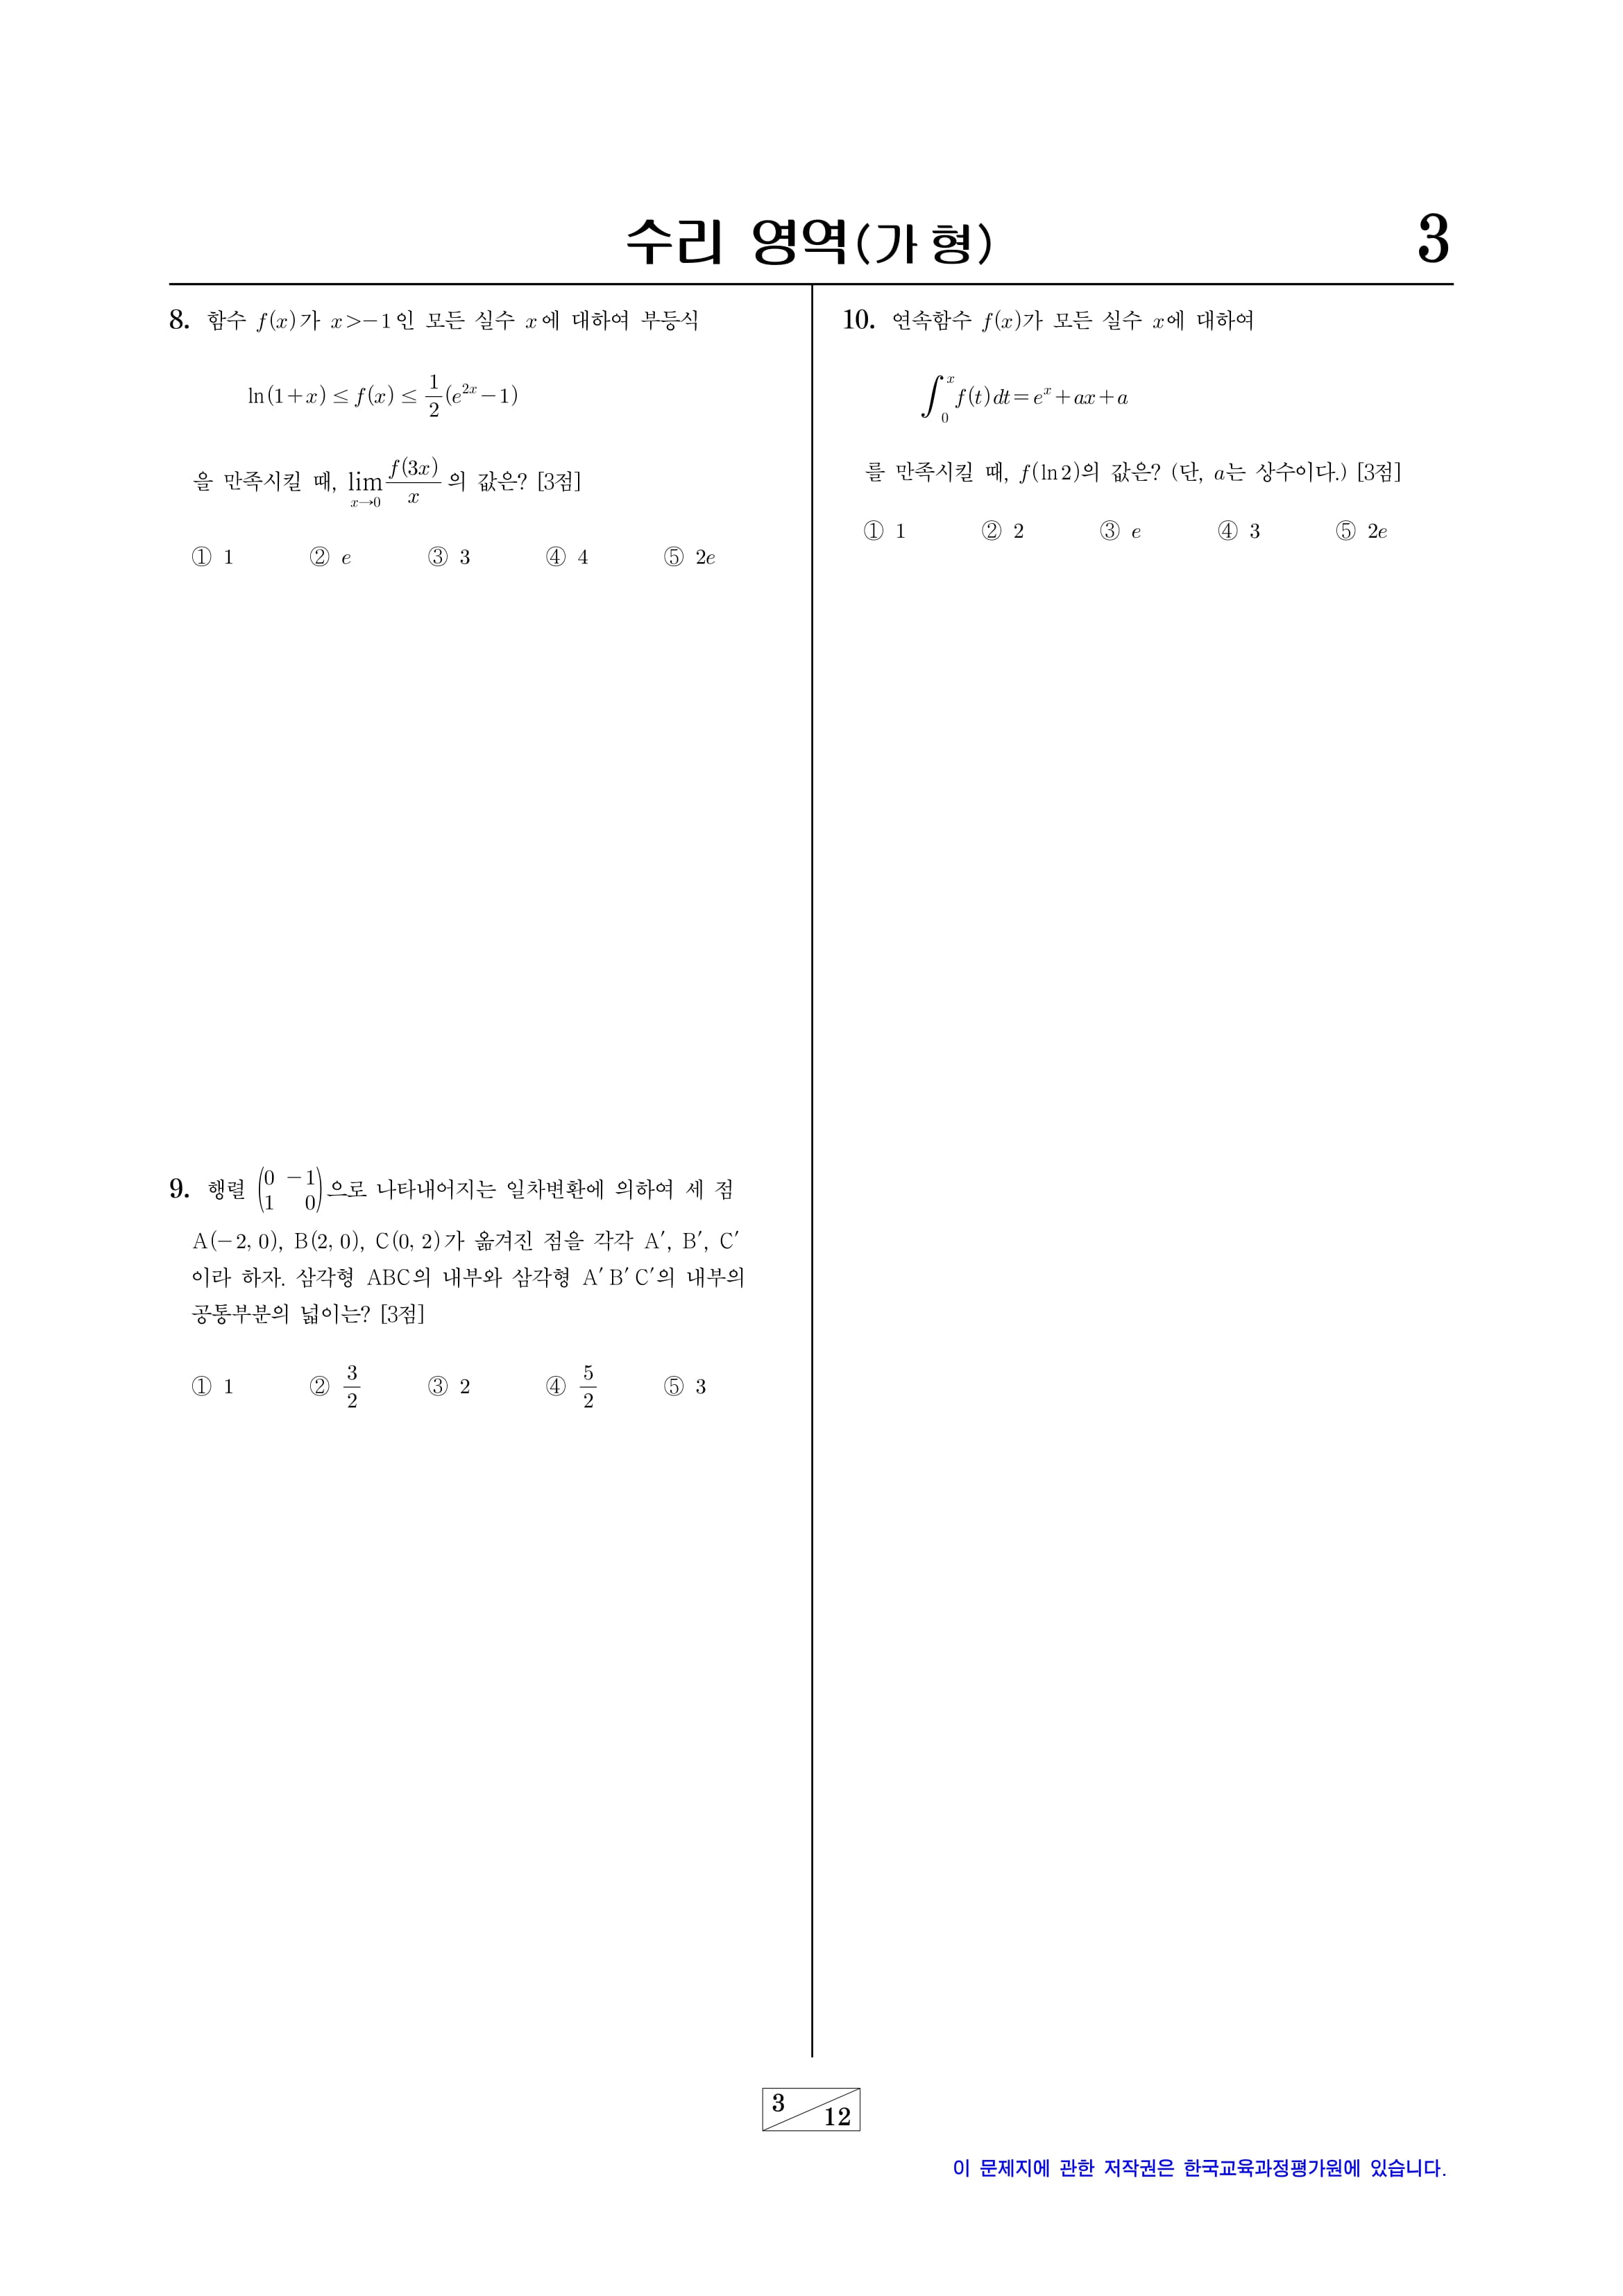 수리 영역(가 형)
3
8. 함수 f(x)가 x>-1인 모든 실수 x에 대하여 부등식
ln(1+x) ≤ f(x) ≤ \frac{1}{2}(e^{2x}-1)
을 만족시킬 때, \lim_{x→0} \frac{f(3x)}{x} 의 값은? [3점]
① 1 ② e ③ 3 ④ 4 ⑤ 2e
9. 행렬 \begin{pmatrix} 0 & -1 \\ 1 & 0 \end{pmatrix}으로 나타내어지는 일차변환에 의하여 세 점
A(-2, 0), B(2, 0), C(0, 2)가 옮겨진 점을 각각 A′, B′, C′
이라 하자. 삼각형 ABC의 내부와 삼각형 A′B′C′의 내부의
공통부분의 넓이는? [3점]
① 1 ② \frac{3}{2} ③ 2 ④ \frac{5}{2} ⑤ 3
10. 연속함수 f(x)가 모든 실수 x에 대하여
\int_{0}^{x} f(t)dt = e^x + ax + a
를 만족시킬 때, f(ln2)의 값은? (단, a는 상수이다.) [3점]
① 1 ② 2 ③ e ④ 3 ⑤ 2e
3
12
이 문제지에 관한 저작권은 한국교육과정평가원에 있습니다.